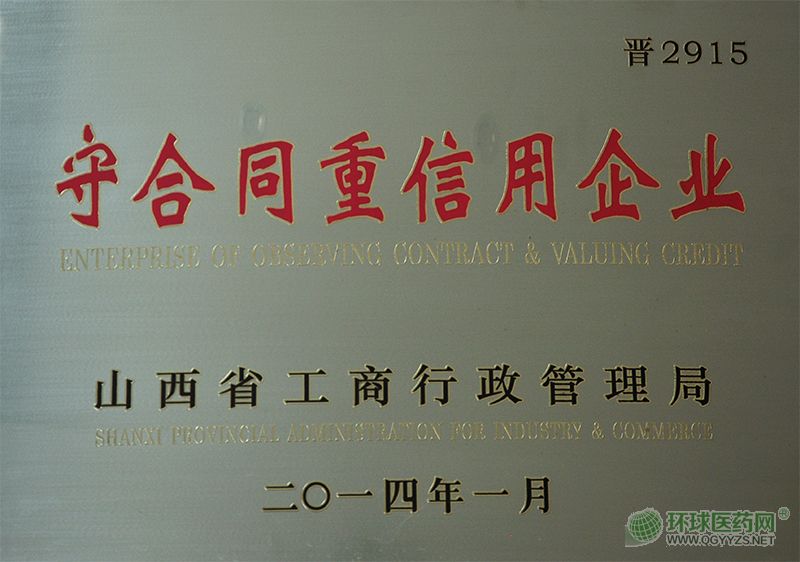 晋2915
守合同重信用企业
ENTERPRISE OF OBSERVING CONTRACT & VALUING CREDIT
山西省工商行政管理局
SHANXI PROVINCIAL ADMINISTRATION FOR INDUSTRY & COMMERCE
二〇一四年一月
环球医药网
WWW.QGYYZS.NET